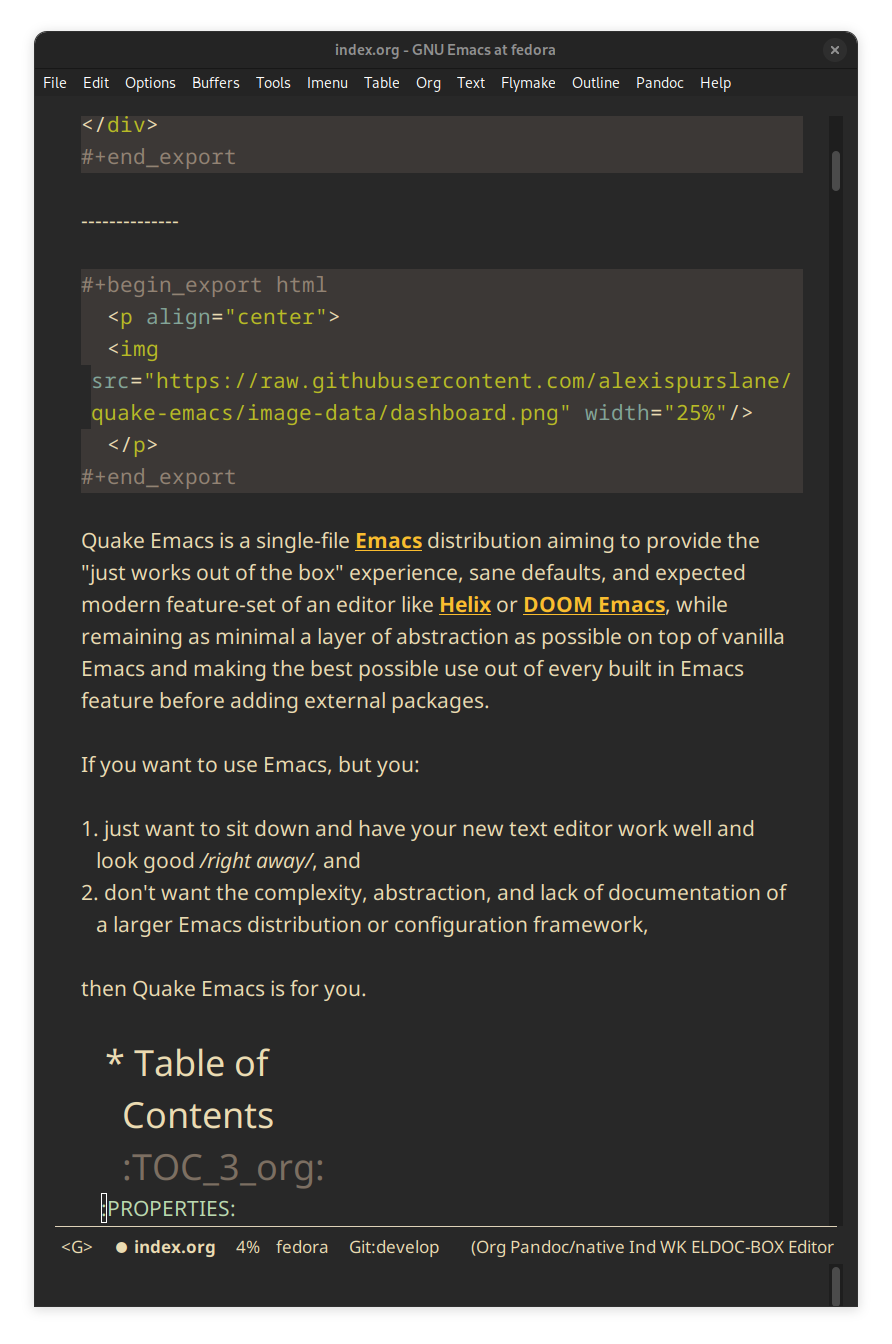 index.org - GNU Emacs at fedora
File Edit Options Buffers Tools Imenu Table Org Text Flymake Outline Pandoc Help
</div>
#+end_export
--------------
#+begin_export html
<p align="center">
<img
src="https://raw.githubusercontent.com/alexispurslane/
quake-emacs/image-data/dashboard.png" width="25%"/>
</p>
#+end_export
Quake Emacs is a single-file Emacs distribution aiming to provide the
"just works out of the box" experience, sane defaults, and expected
modern feature-set of an editor like Helix or DOOM Emacs, while
remaining as minimal a layer of abstraction as possible on top of vanilla
Emacs and making the best possible use out of every built in Emacs
feature before adding external packages.
If you want to use Emacs, but you:
1. just want to sit down and have your new text editor work well and
look good /right away/, and
2. don't want the complexity, abstraction, and lack of documentation of
a larger Emacs distribution or configuration framework,
then Quake Emacs is for you.
* Table of
Contents
:TOC_3_org:
:PROPERTIES:
<G> ● index.org 4% fedora Git:develop (Org Pandoc/native Ind WK ELDOC-BOX Editor